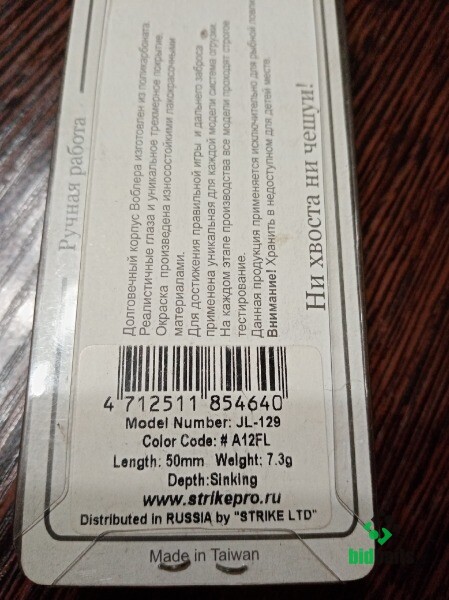 Ручная работа
Долговечный корпус Воблера изготовлен из поликарбоната.
Реалистичные глаза и уникальное трехмерное покрытие.
Окраска произведена износостойкими лакокрасочными
материалами.
Для достижения правильной игры и дальнего заброса
применена уникальная для каждой модели система огрузки.
На каждом этапе производства все модели проходят строгое
тестирование.
Данная продукция применяется исключительно для рыбной ловли
Внимание! Хранить в недоступном для детей месте.
Ни хвоста ни чешуи!
4 712511 854640
Model Number: JL-129
Color Code: # A12FL
Length: 50mm Weight: 7.3g
Depth:Sinking
www.strikepro.ru
Distributed in RUSSIA by "STRIKE LTD"
Made in Taiwan